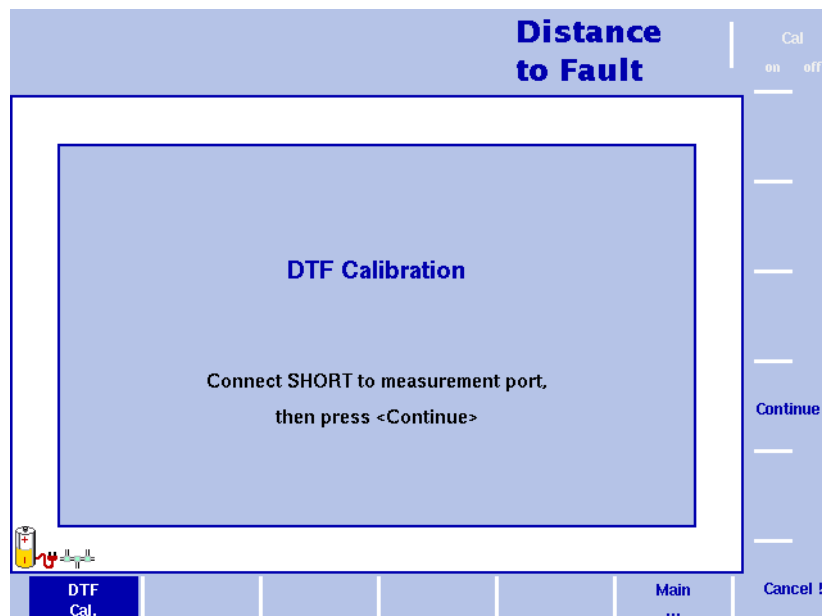 Distance
to Fault
Cal
on off
DTF Calibration
Connect SHORT to measurement port,
then press <Continue>
Continue
DTF
Cal.
Main
...
Cancel !